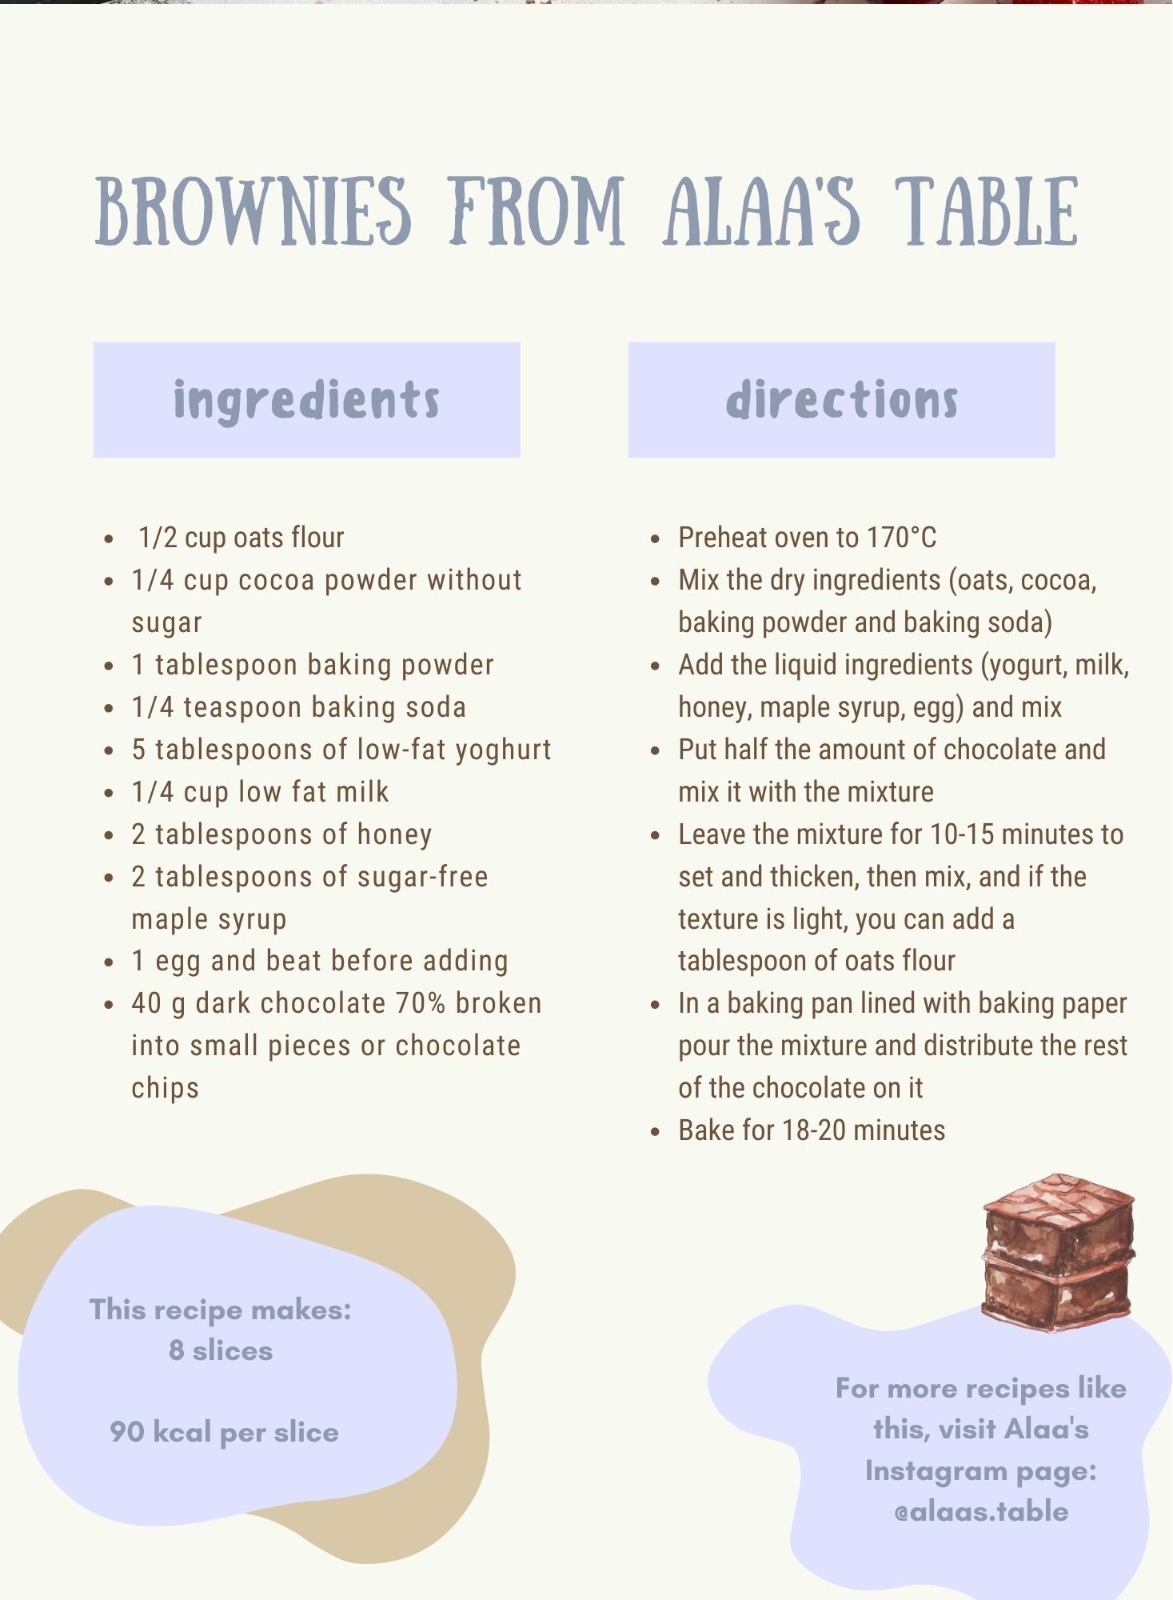 BROWNIES FROM ALAA'S TABLE
ingredients
• 1/2 cup oats flour
• 1/4 cup cocoa powder without
sugar
• 1 tablespoon baking powder
• 1/4 teaspoon baking soda
• 5 tablespoons of low-fat yoghurt
• 1/4 cup low fat milk
• 2 tablespoons of honey
• 2 tablespoons of sugar-free
maple syrup
• 1 egg and beat before adding
• 40 g dark chocolate 70% broken
into small pieces or chocolate
chips
directions
• Preheat oven to 170°C
• Mix the dry ingredients (oats, cocoa,
baking powder and baking soda)
• Add the liquid ingredients (yogurt, milk,
honey, maple syrup, egg) and mix
• Put half the amount of chocolate and
mix it with the mixture
• Leave the mixture for 10-15 minutes to
set and thicken, then mix, and if the
texture is light, you can add a
tablespoon of oats flour
• In a baking pan lined with baking paper
pour the mixture and distribute the rest
of the chocolate on it
• Bake for 18-20 minutes
This recipe makes:
8 slices
90 kcal per slice
For more recipes like
this, visit Alaa's
Instagram page:
@alaas.table